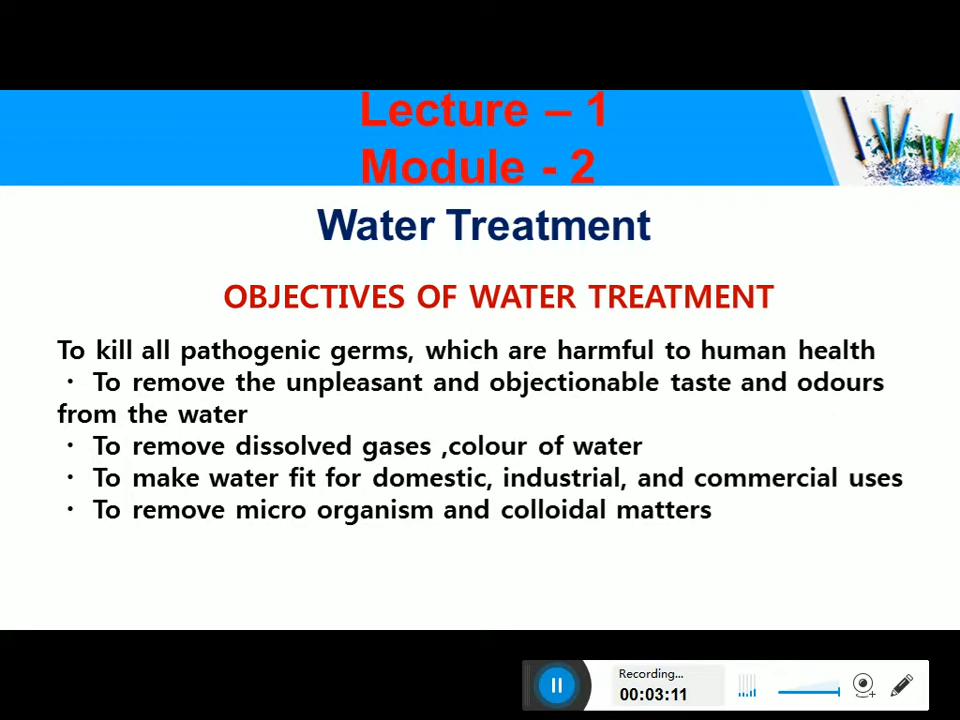 Lecture – 1
Module - 2
Water Treatment
OBJECTIVES OF WATER TREATMENT
To kill all pathogenic germs, which are harmful to human health
· To remove the unpleasant and objectionable taste and odours
from the water
· To remove dissolved gases ,colour of water
· To make water fit for domestic, industrial, and commercial uses
· To remove micro organism and colloidal matters
Recording...
00:03:11